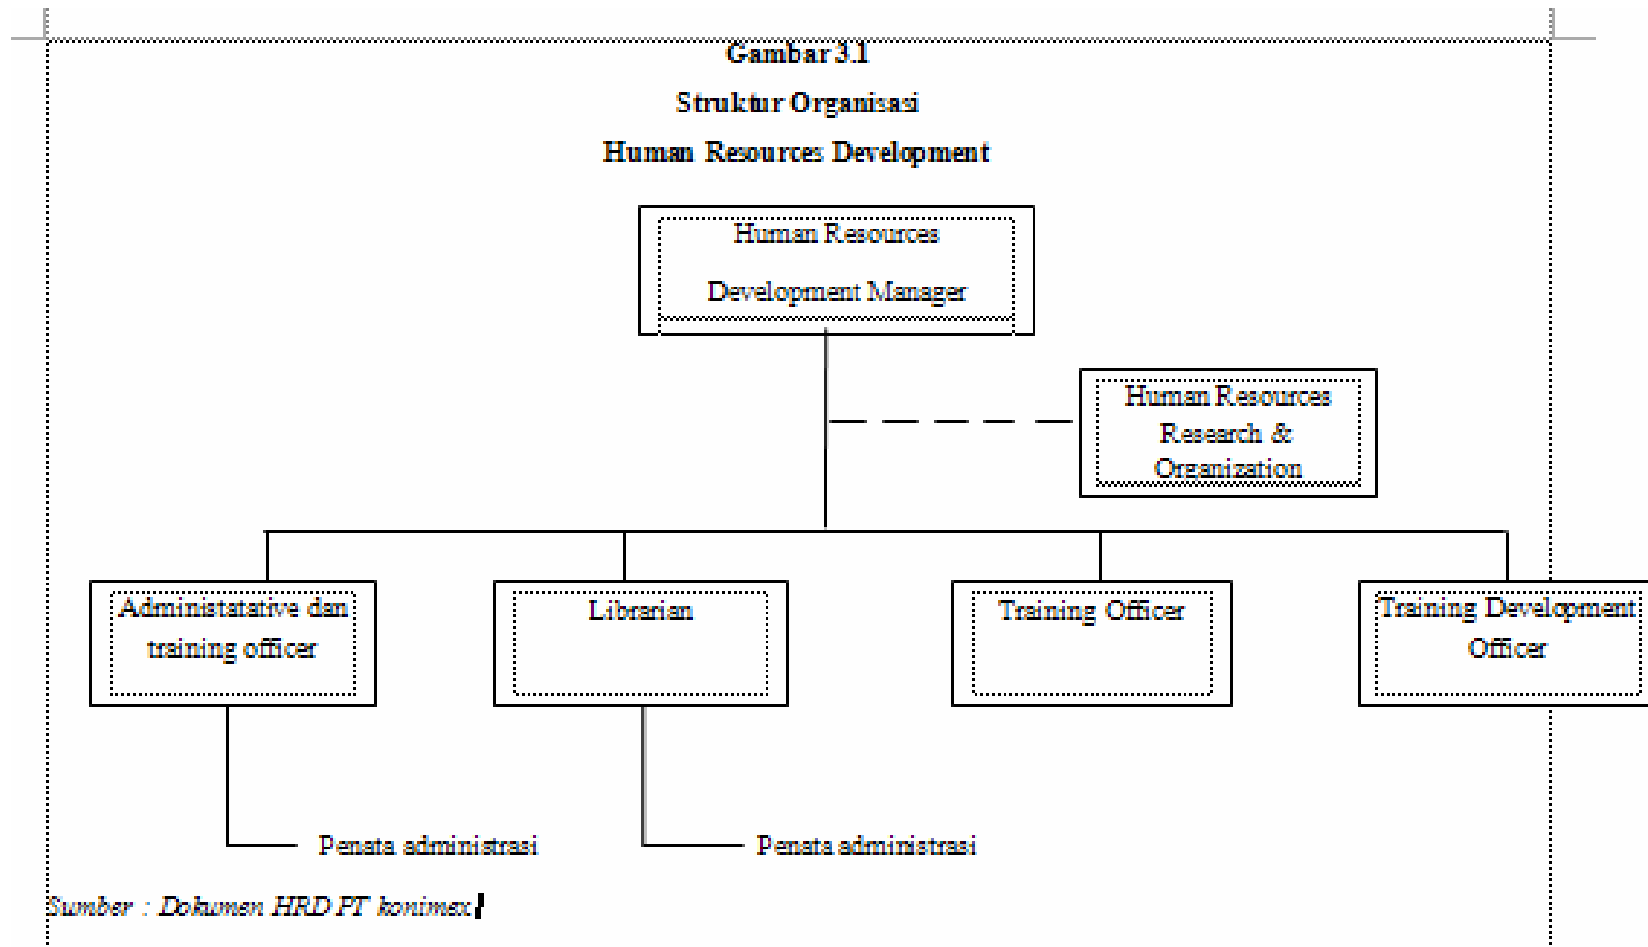 Gambar 3.1
Struktur Organisasi
Human Resources Development
Human Resources
Development Manager
Human Resources
Research &
Organization
Administatative dan
training officer
Librarian
Training Officer
Training Development
Officer
Penata administrasi
Penata administrasi
Sumber : Dokumen HRD PT konimex